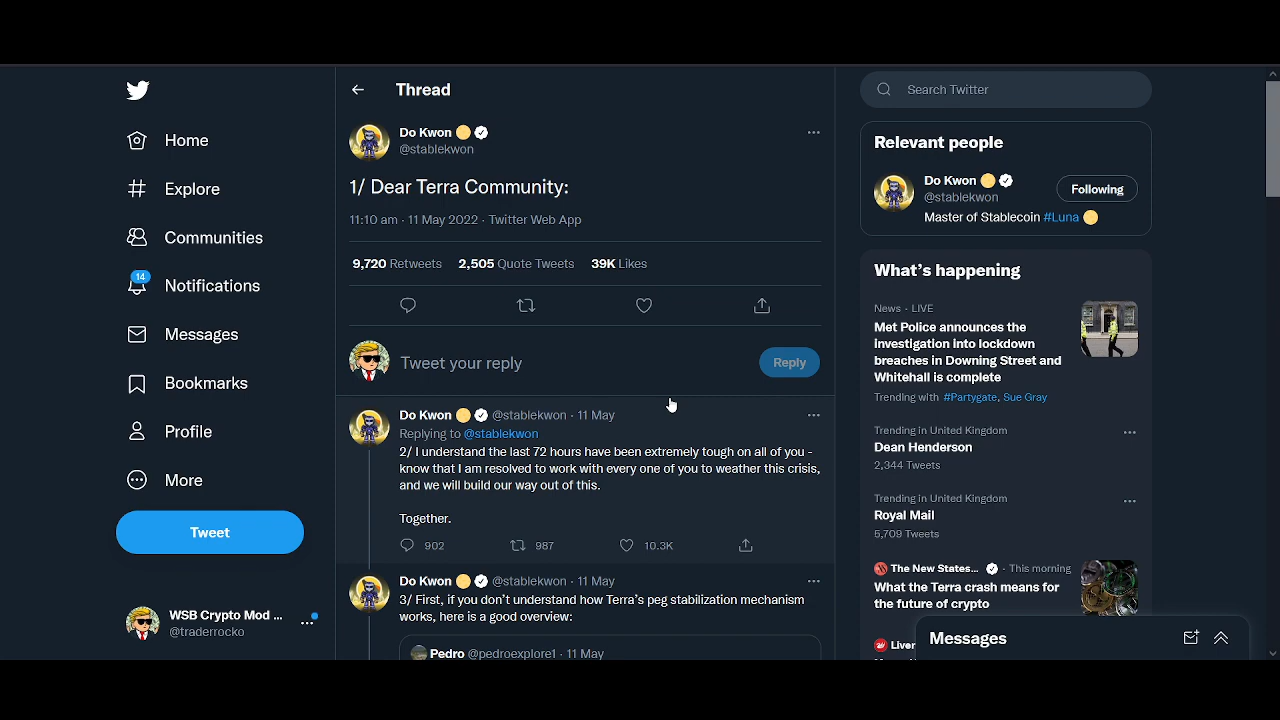 Home
Explore
Communities
14
Notifications
Messages
Bookmarks
Profile
More
Tweet
WSB Crypto Mod ...
@traderrocko
Thread
Do Kwon
@stablekwon
1/ Dear Terra Community:
11:10 am · 11 May 2022 · Twitter Web App
9,720 Retweets 2,505 Quote Tweets 39K Likes
Tweet your reply
Reply
Do Kwon @stablekwon · 11 May
Replying to @stablekwon
2/ I understand the last 72 hours have been extremely tough on all of you -
know that I am resolved to work with every one of you to weather this crisis,
and we will build our way out of this.
Together.
902 987 10.3K
Do Kwon @stablekwon · 11 May
3/ First, if you don't understand how Terra's peg stabilization mechanism
works, here is a good overview:
Pedro @pedroexplore1 · 11 May
Search Twitter
Relevant people
Do Kwon
@stablekwon
Following
Master of Stablecoin #Luna
What's happening
News · LIVE
Met Police announces the
investigation into lockdown
breaches in Downing Street and
Whitehall is complete
Trending with #Partygate, Sue Gray
Trending in United Kingdom
Dean Henderson
2,344 Tweets
Trending in United Kingdom
Royal Mail
5,709 Tweets
The New States... · This morning
What the Terra crash means for
the future of crypto
Messages